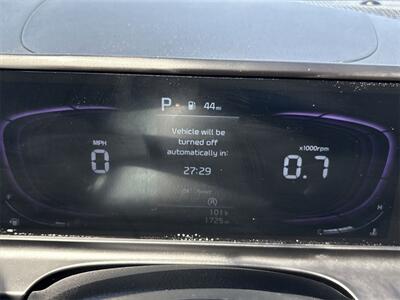 P 44mi
Vehicle will be
turned off
automatically in:
27:29
MPH
0
x1000rpm
0.7
H